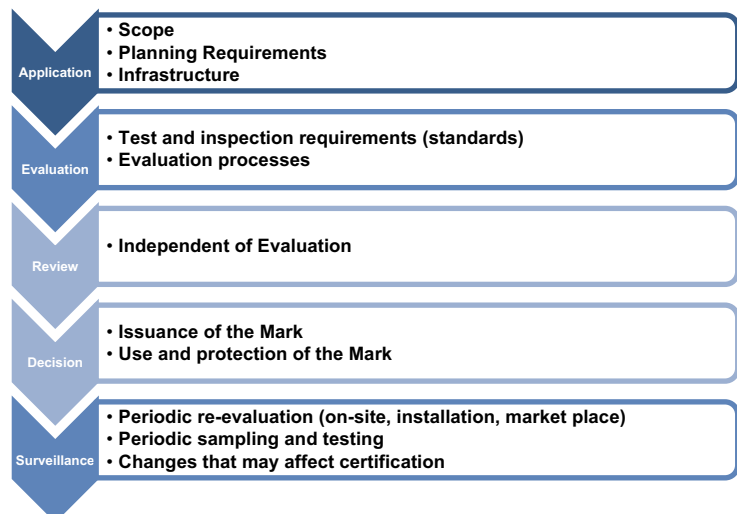 Application
• Scope
• Planning Requirements
• Infrastructure
Evaluation
• Test and inspection requirements (standards)
• Evaluation processes
Review
• Independent of Evaluation
Decision
• Issuance of the Mark
• Use and protection of the Mark
Surveillance
• Periodic re-evaluation (on-site, installation, market place)
• Periodic sampling and testing
• Changes that may affect certification